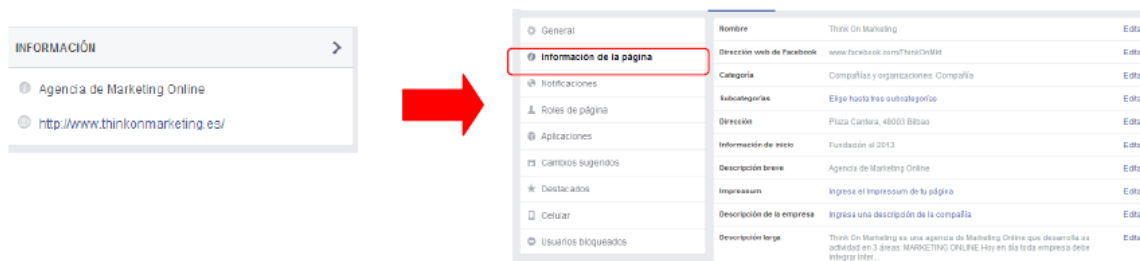 INFORMACIÓN
Agencia de Marketing Online
http://www.thinkonmarketing.es/
General
Información de la página
Notificaciones
Roles de página
Aplicaciones
Cambios sugeridos
Destacados
Celular
Usuarios bloqueados
Nombre Think On Marketing Edita
Dirección web de Facebook www.facebook.com/ThinkOnMkt Edita
Categoría Compañías y organizaciones: Compañía Edita
Subcategorías Elige hasta tres subcategorías Edita
Dirección Plaza Cantera, 48003 Bilbao Edita
Información de inicio Fundación el 2013 Edita
Descripción breve Agencia de Marketing Online Edita
Impressum Ingresa el Impressum de tu página Edita
Descripción de la empresa Ingresa una descripción de la compañía Edita
Descripción larga Think On Marketing es una agencia de Marketing Online que desarrolla su Edita
actividad en 3 áreas: MARKETING ONLINE Hoy en día toda empresa debe
integrar Inter...